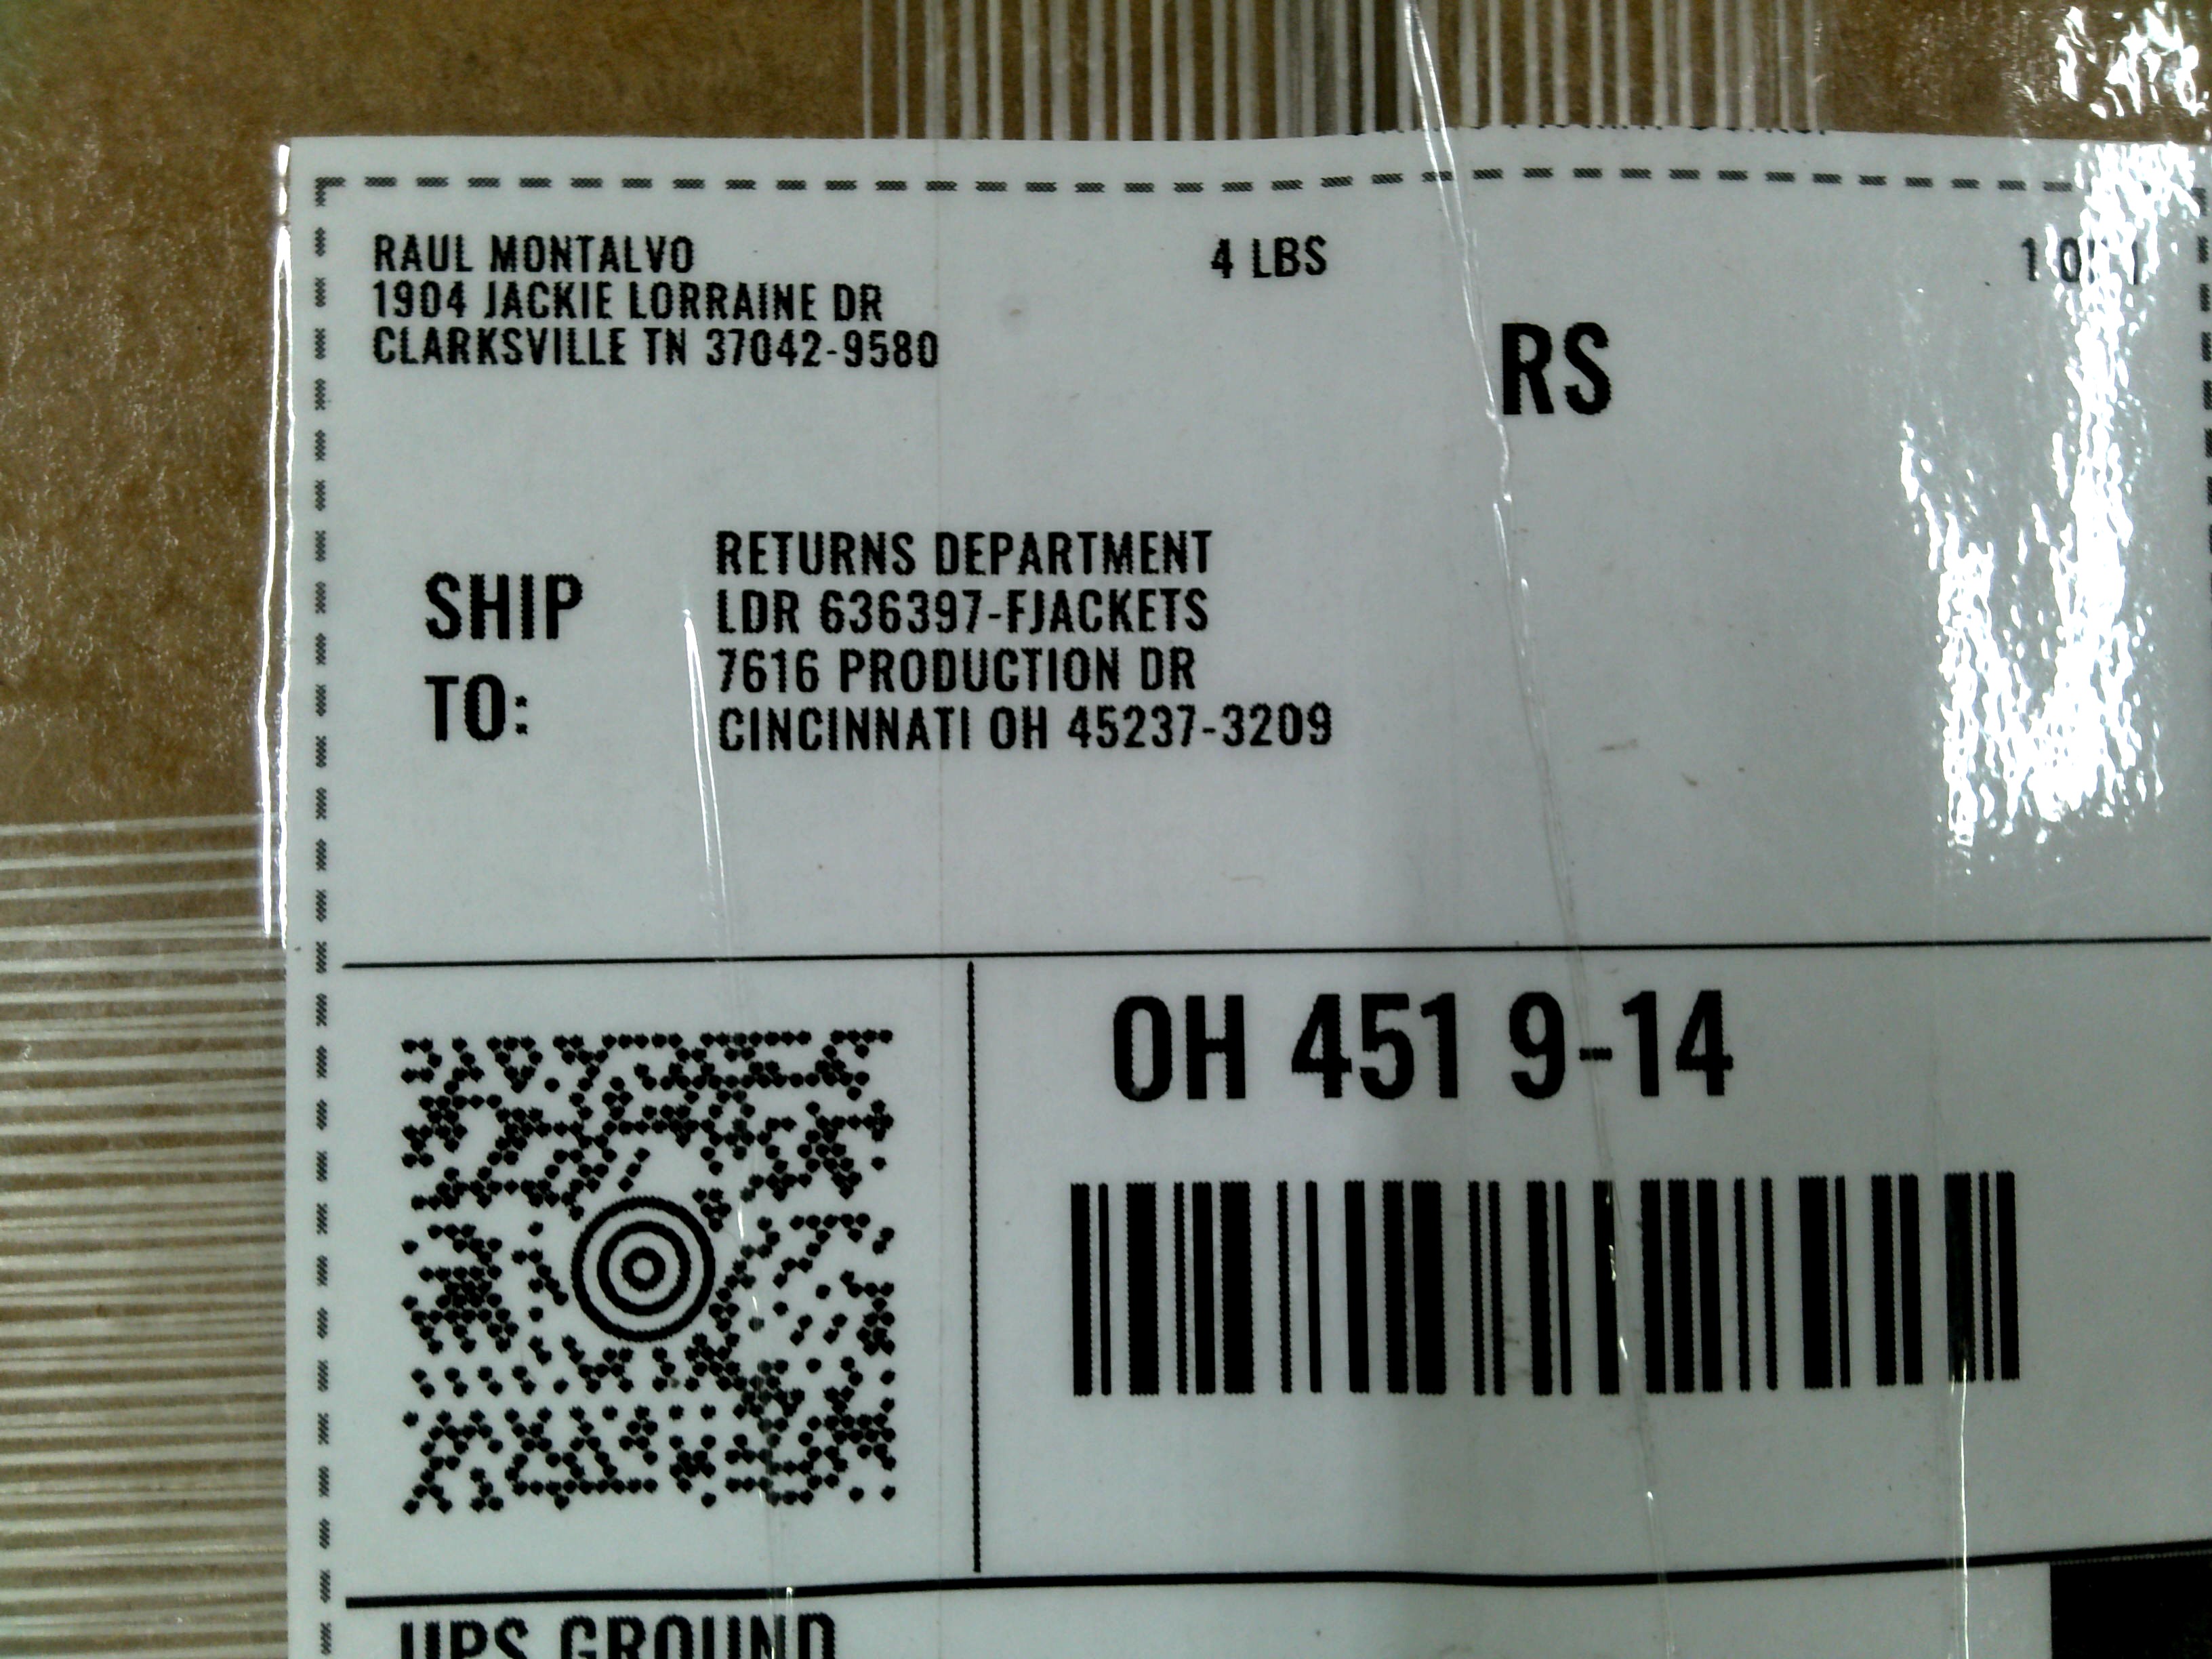 RAUL MONTALVO
1904 JACKIE LORRAINE DR
CLARKSVILLE TN 37042-9580
4 LBS
1
RS
SHIP
TO:
RETURNS DEPARTMENT
LDR 636397-FJACKETS
7616 PRODUCTION DR
CINCINNATI OH 45237-3209
OH 451 9-14
UPS GROUND